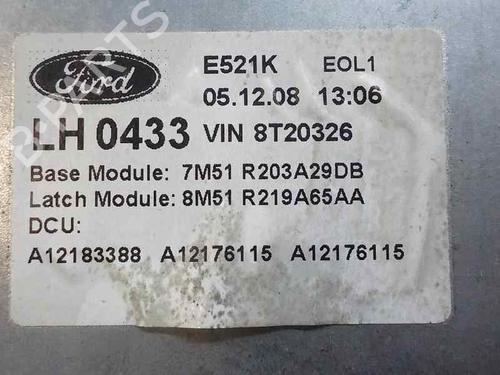 Ford
E521K EOL1
05.12.08 13:06
LH 0433 VIN 8T20326
Base Module: 7M51 R203A29DB
Latch Module: 8M51 R219A65AA
DCU:
A12183388 A12176115 A12176115
B-PARTS